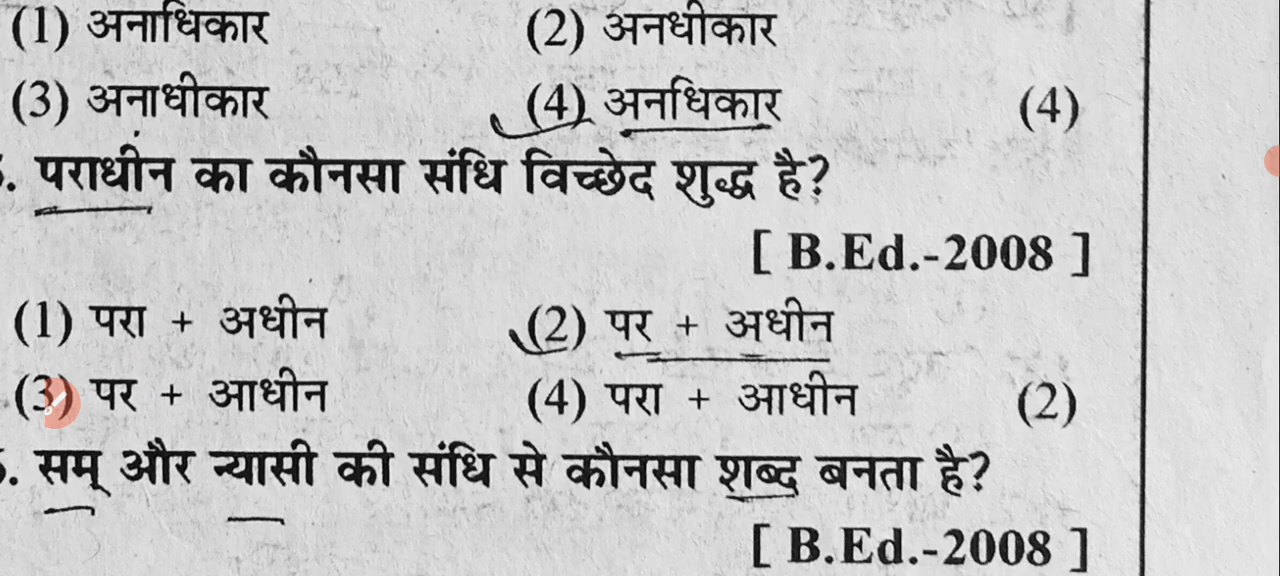 (1) अनाधिकार (2) अनधीकार
(3) अनाधीकार (4) अनधिकार (4)
. पराधीन का कौनसा संधि विच्छेद शुद्ध है?
[ B.Ed.-2008 ]
(1) परा + अधीन (2) पर + अधीन
(3) पर + आधीन (4) परा + आधीन (2)
. सम् और न्यासी की संधि से कौनसा शब्द बनता है?
[ B.Ed.-2008 ]